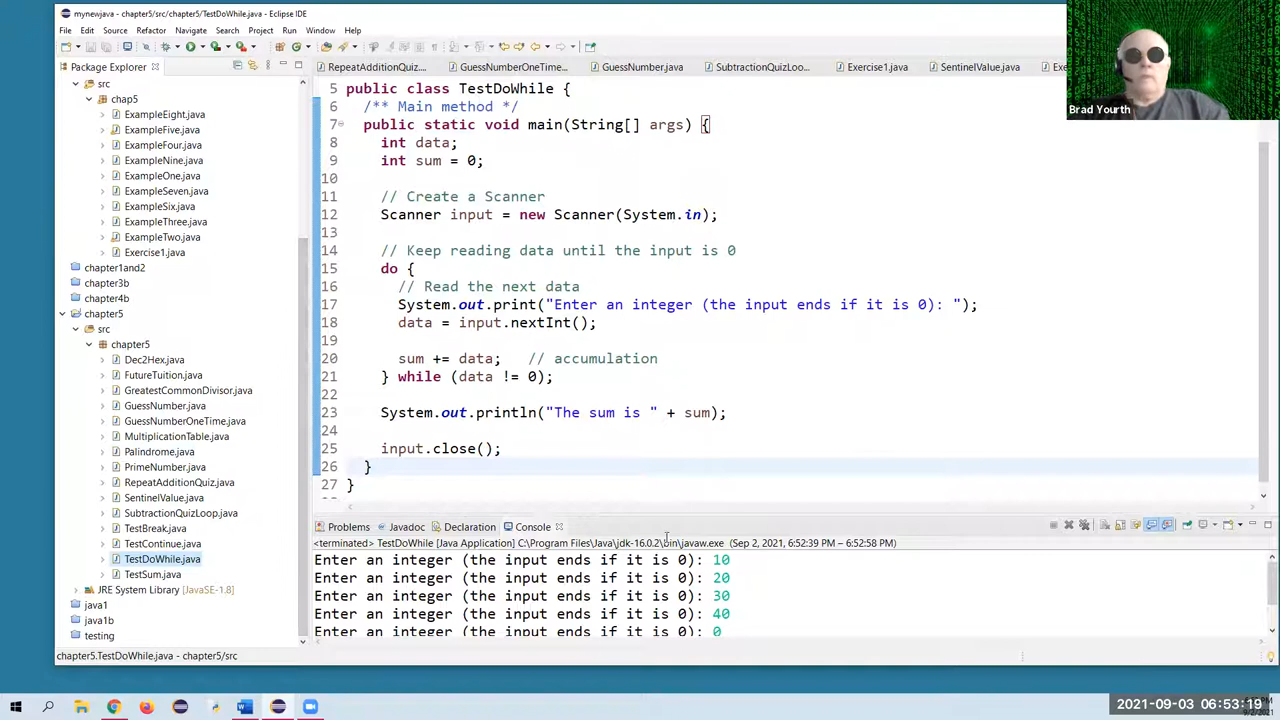 mynewjava - chapter5/src/chapter5/TestDoWhile.java - Eclipse IDE
File Edit Source Refactor Navigate Search Project Run Window Help
Package Explorer
src
chap5
ExampleEight.java
ExampleFive.java
ExampleFour.java
ExampleNine.java
ExampleOne.java
ExampleSeven.java
ExampleSix.java
ExampleThree.java
ExampleTwo.java
Exercise1.java
chapter1and2
chapter3b
chapter4b
chapter5
src
chapter5
Dec2Hex.java
FutureTuition.java
GreatestCommonDivisor.java
GuessNumber.java
GuessNumberOneTime.java
MultiplicationTable.java
Palindrome.java
PrimeNumber.java
RepeatAdditionQuiz.java
SentinelValue.java
SubtractionQuizLoop.java
TestBreak.java
TestContinue.java
TestDoWhile.java
TestSum.java
JRE System Library [JavaSE-1.8]
java1
java1b
testing
chapter5.TestDoWhile.java - chapter5/src
RepeatAdditionQuiz.... GuessNumberOneTime... GuessNumber.java SubtractionQuizLoo... Exercise1.java SentinelValue.java
5 public class TestDoWhile {
6 /** Main method */
7 public static void main(String[] args) {
8 int data;
9 int sum = 0;
10
11 // Create a Scanner
12 Scanner input = new Scanner(System.in);
13
14 // Keep reading data until the input is 0
15 do {
16 // Read the next data
17 System.out.print("Enter an integer (the input ends if it is 0): ");
18 data = input.nextInt();
19
20 sum += data; // accumulation
21 } while (data != 0);
22
23 System.out.println("The sum is " + sum);
24
25 input.close();
26 }
27 }
Problems Javadoc Declaration Console
<terminated> TestDoWhile [Java Application] C:\Program Files\Java\jdk-16.0.2\bin\javaw.exe (Sep 2, 2021, 6:52:39 PM – 6:52:58 PM)
Enter an integer (the input ends if it is 0): 10
Enter an integer (the input ends if it is 0): 20
Enter an integer (the input ends if it is 0): 30
Enter an integer (the input ends if it is 0): 40
Enter an integer (the input ends if it is 0): 0
Brad Yourth
2021-09-03 06:53:19